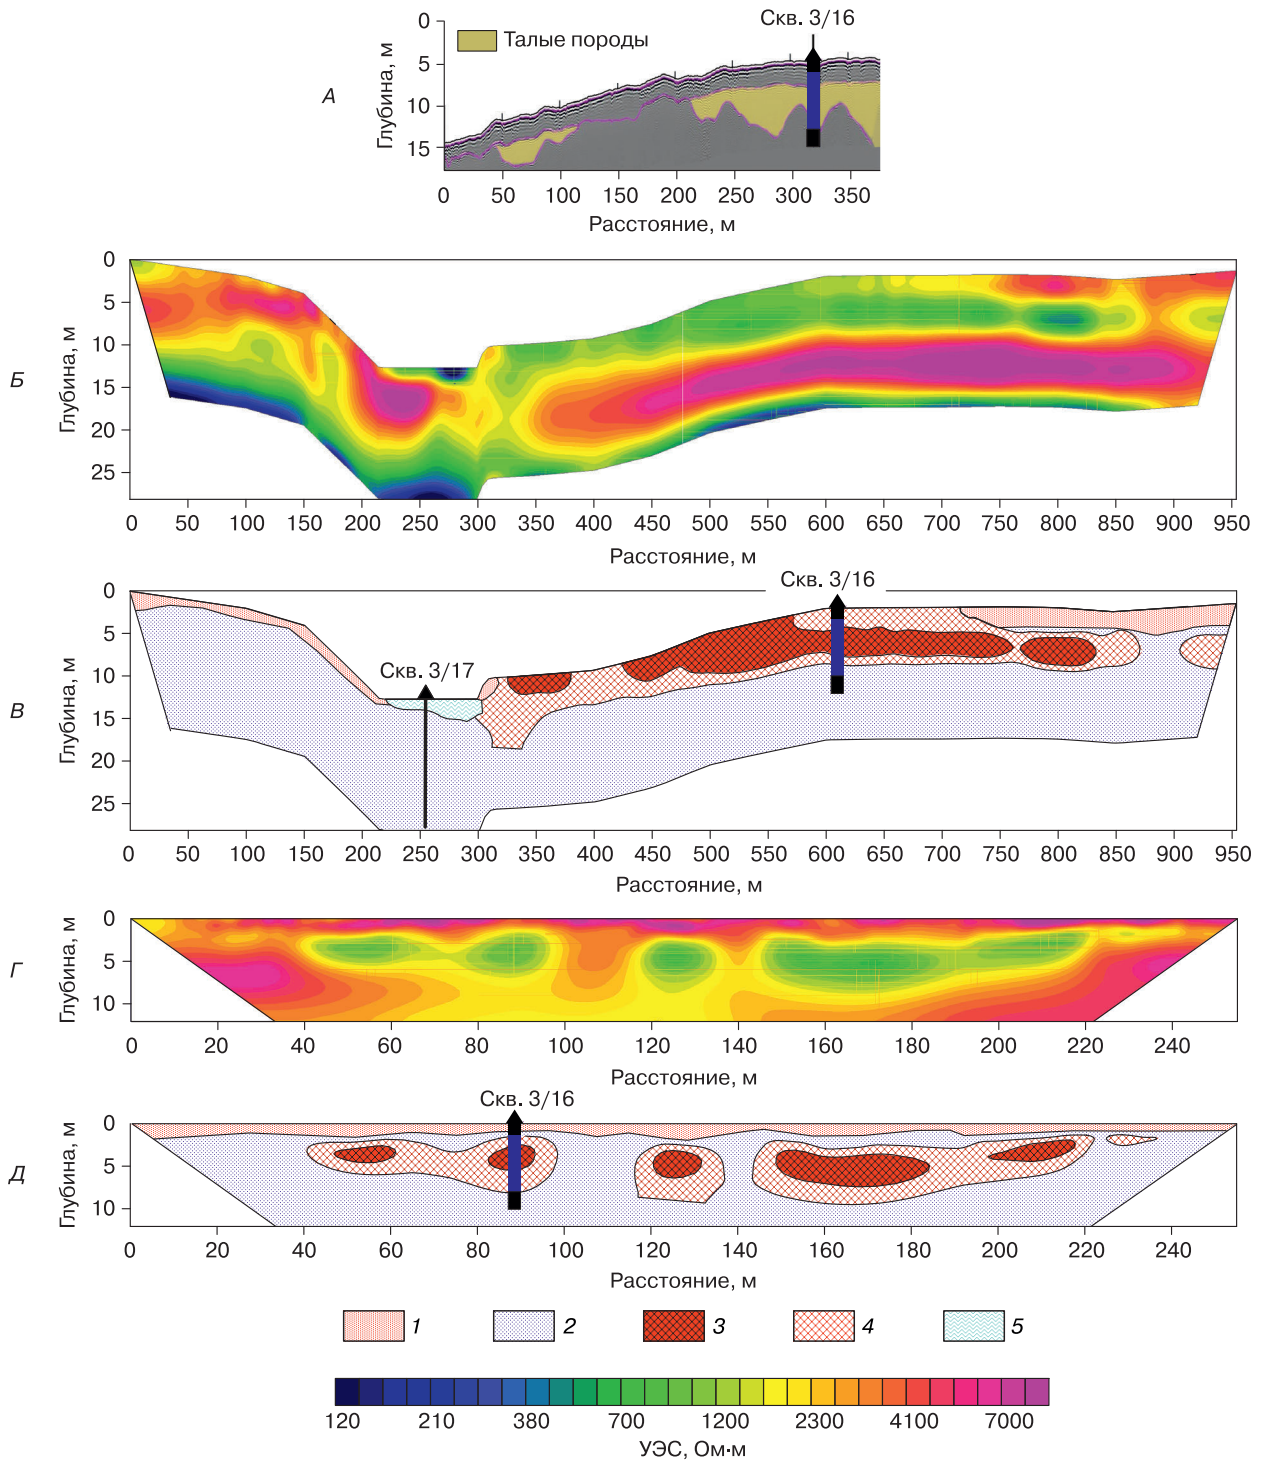 Скв. 3/16
Талые породы
А
Глубина, м
0
5
10
15
0 50 100 150 200 250 300 350
Расстояние, м
Б
Глубина, м
0
5
10
15
20
25
0 50 100 150 200 250 300 350 400 450 500 550 600 650 700 750 800 850 900 950
Расстояние, м
Скв. 3/16
Скв. 3/17
В
Глубина, м
0
5
10
15
20
25
0 50 100 150 200 250 300 350 400 450 500 550 600 650 700 750 800 850 900 950
Расстояние, м
Г
Глубина, м
0
5
10
0 20 40 60 80 100 120 140 160 180 200 220 240
Расстояние, м
Скв. 3/16
Д
Глубина, м
0
5
10
0 20 40 60 80 100 120 140 160 180 200 220 240
Расстояние, м
1 2 3 4 5
120 210 380 700 1200 2300 4100 7000
УЭС, Ом·м